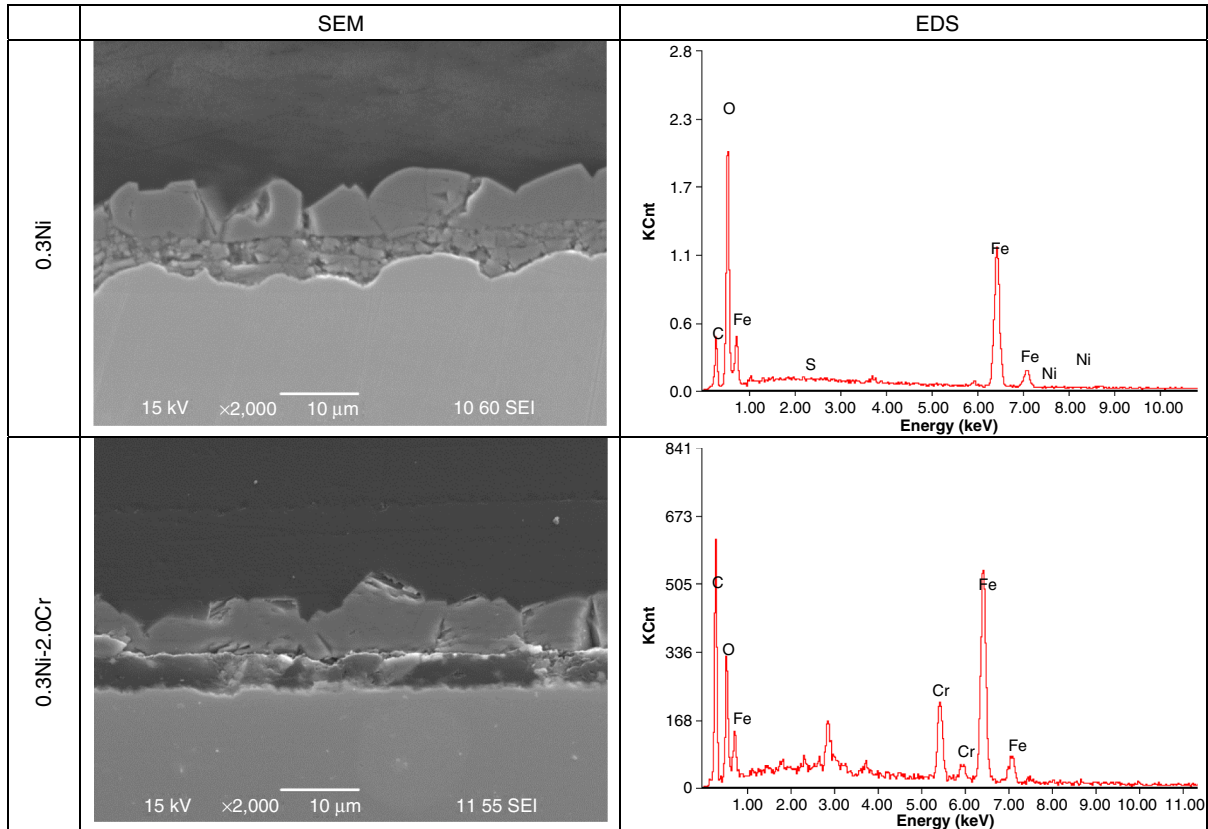 SEM
EDS
0.3Ni
15 kV ×2,000 10 μm 10 60 SEI
2.8
2.3
1.7
1.1
0.6
0.0
KCnt
O
C
Fe
S
Fe
Fe
Ni
Ni
1.00 2.00 3.00 4.00 5.00 6.00 7.00 8.00 9.00 10.00
Energy (keV)
0.3Ni-2.0Cr
15 kV ×2,000 10 μm 11 55 SEI
841
673
505
336
168
0
KCnt
C
O
Fe
Cr
Cr
Fe
Fe
1.00 2.00 3.00 4.00 5.00 6.00 7.00 8.00 9.00 10.00 11.00
Energy (keV)